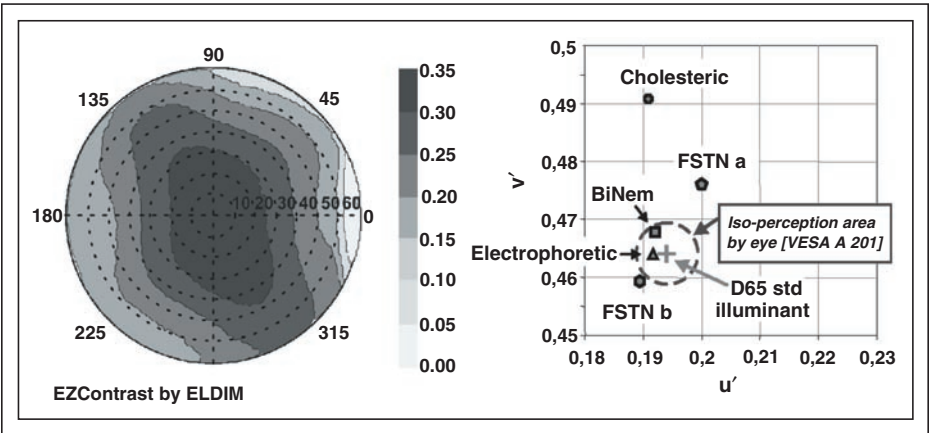 90
135
45
180
10 20 30 40 50 60
0
225
315
0.35
0.30
0.25
0.20
0.15
0.10
0.05
0.00
EZContrast by ELDIM
0,5
0,49
0,48
0,47
0,46
0,45
v′
Cholesteric
FSTN a
BiNem
Iso-perception area
by eye [VESA A 201]
Electrophoretic
D65 std
illuminant
FSTN b
0,18 0,19 0,2 0,21 0,22 0,23
u′